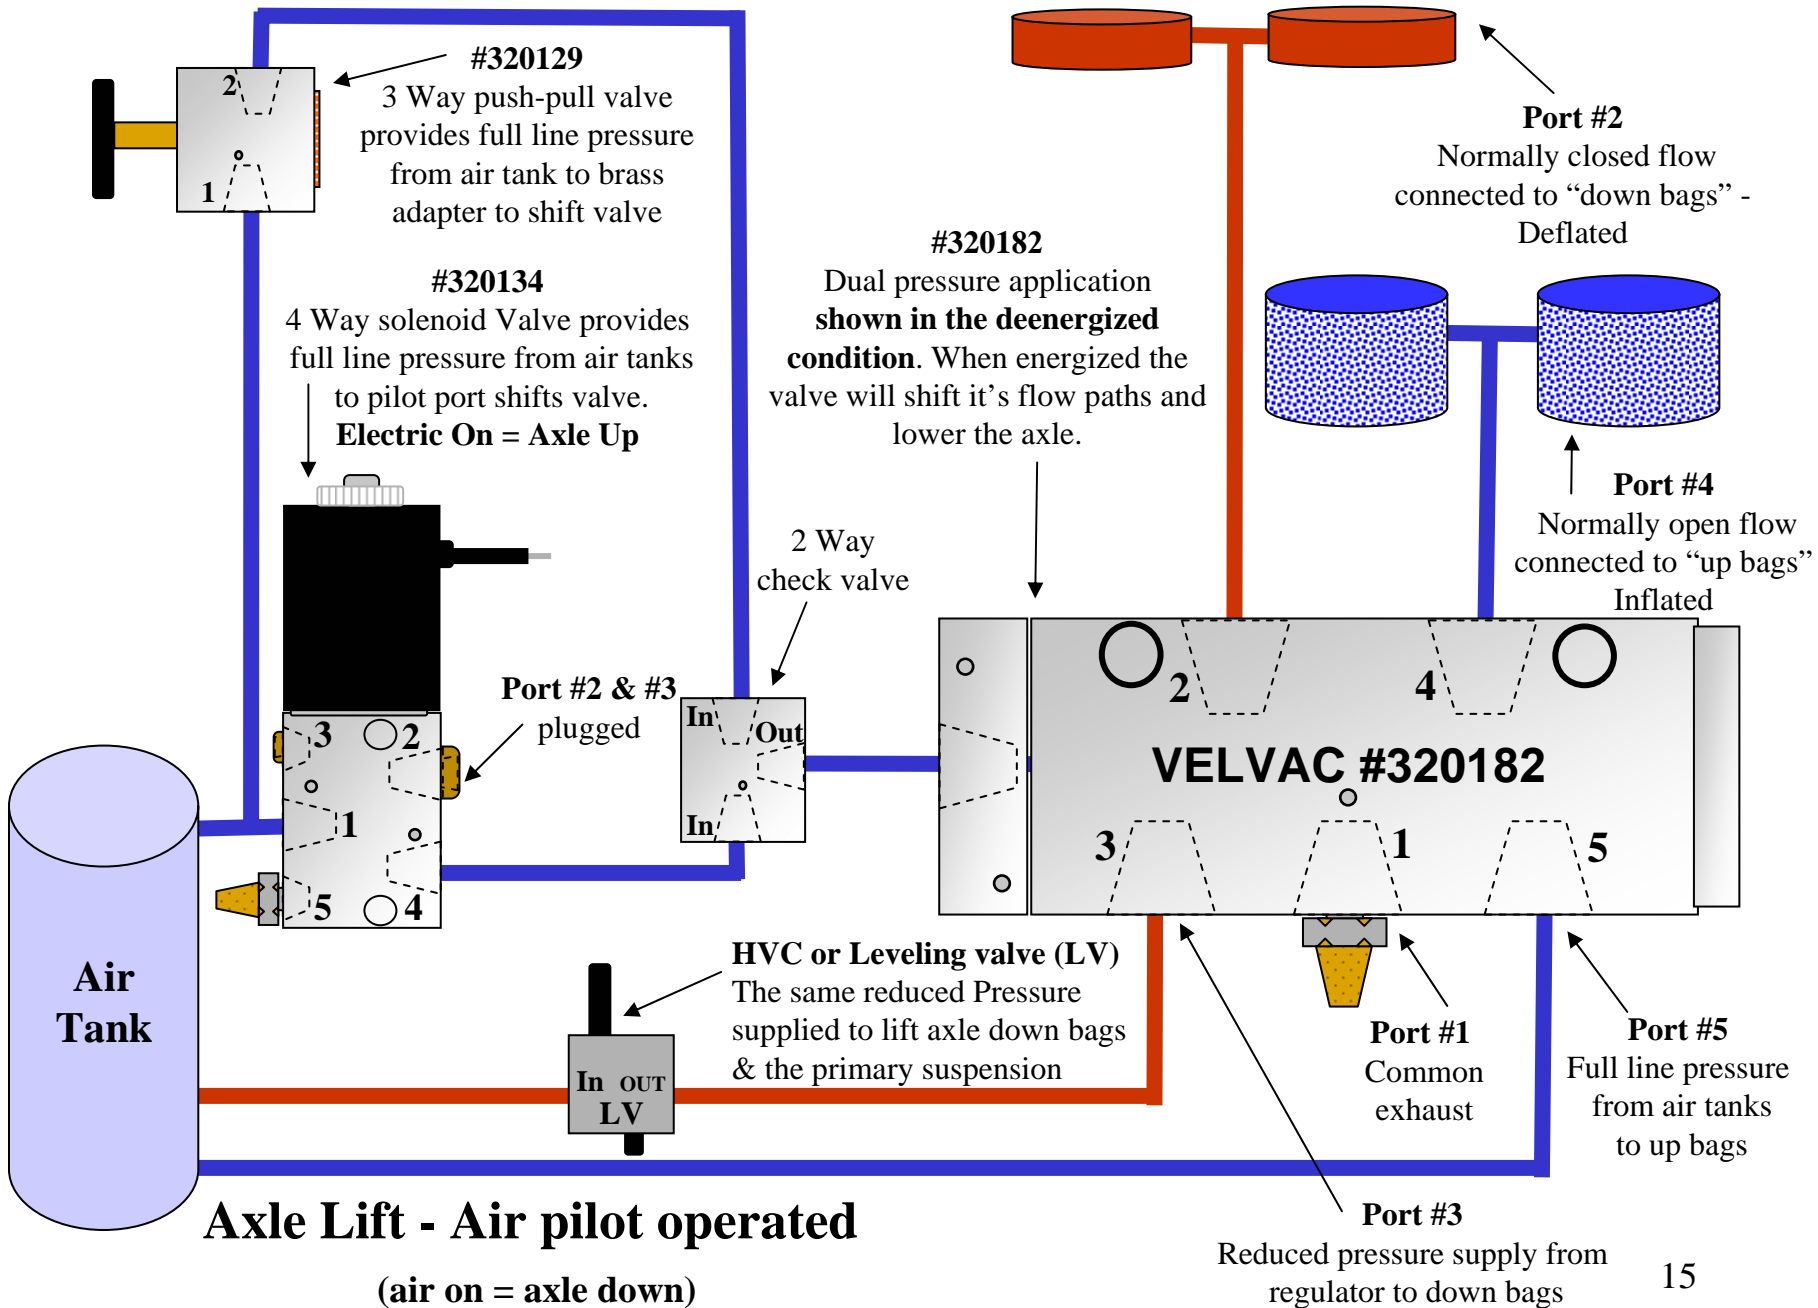 #320129
3 Way push-pull valve
provides full line pressure
from air tank to brass
adapter to shift valve
2
1
#320134
4 Way solenoid Valve provides
full line pressure from air tanks
to pilot port shifts valve.
Electric On = Axle Up
#320182
Dual pressure application
shown in the deenergized
condition. When energized the
valve will shift it's flow paths and
lower the axle.
Port #2
Normally closed flow
connected to “down bags” -
Deflated
Port #4
Normally open flow
connected to “up bags”
Inflated
2 Way
check valve
Port #2 & #3
plugged
3
2
1
5
4
In
Out
In
2
4
VELVAC #320182
3
1
5
Air
Tank
HVC or Leveling valve (LV)
The same reduced Pressure
supplied to lift axle down bags
& the primary suspension
In OUT
LV
Port #1
Common
exhaust
Port #5
Full line pressure
from air tanks
to up bags
Port #3
Reduced pressure supply from
regulator to down bags
Axle Lift - Air pilot operated
(air on = axle down)
15